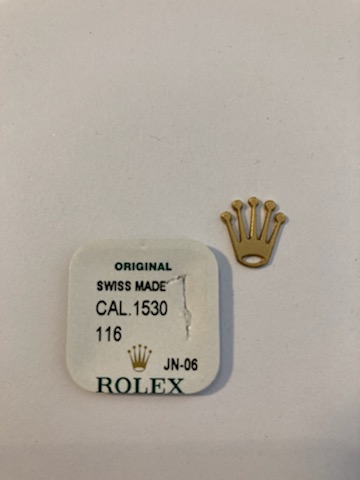 ORIGINAL
SWISS MADE
CAL.1530
116
JN-06
ROLEX